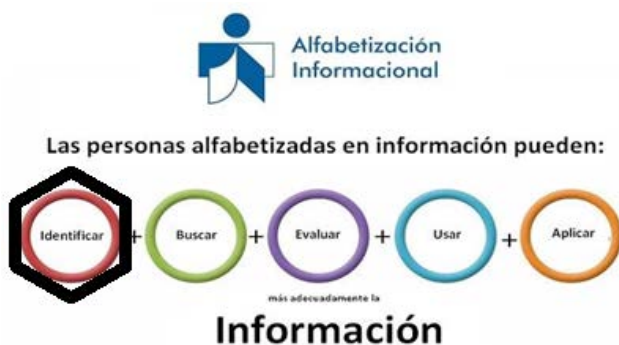 Alfabetización
Informacional
Las personas alfabetizadas en información pueden:
Identificar + Buscar + Evaluar + Usar + Aplicar
más adecuadamente la
Información